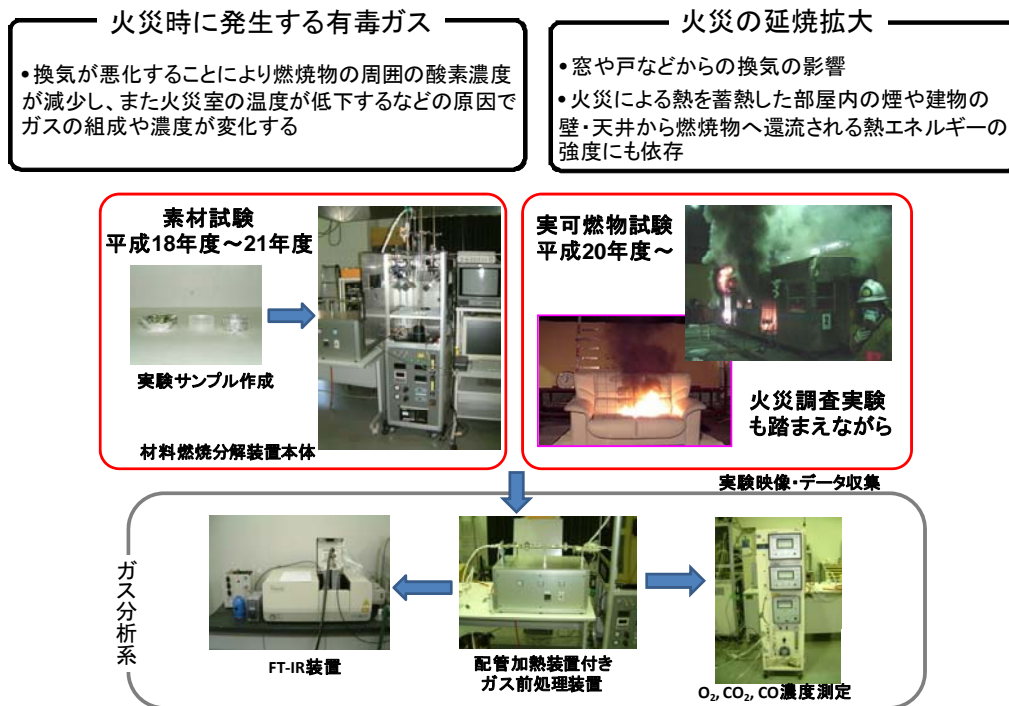 火災時に発生する有毒ガス
•換気が悪化することにより燃焼物の周囲の酸素濃度
が減少し、また火災室の温度が低下するなどの原因で
ガスの組成や濃度が変化する
火災の延焼拡大
•窓や戸などからの換気の影響
•火災による熱を蓄熱した部屋内の煙や建物の
壁・天井から燃焼物へ還流される熱エネルギーの
強度にも依存
素材試験
平成18年度～21年度
実験サンプル作成
材料燃焼分解装置本体
実可燃物試験
平成20年度～
火災調査実験
も踏まえながら
実験映像・データ収集
ガス分析系
FT-IR装置
配管加熱装置付き
ガス前処理装置
O₂, CO₂, CO濃度測定